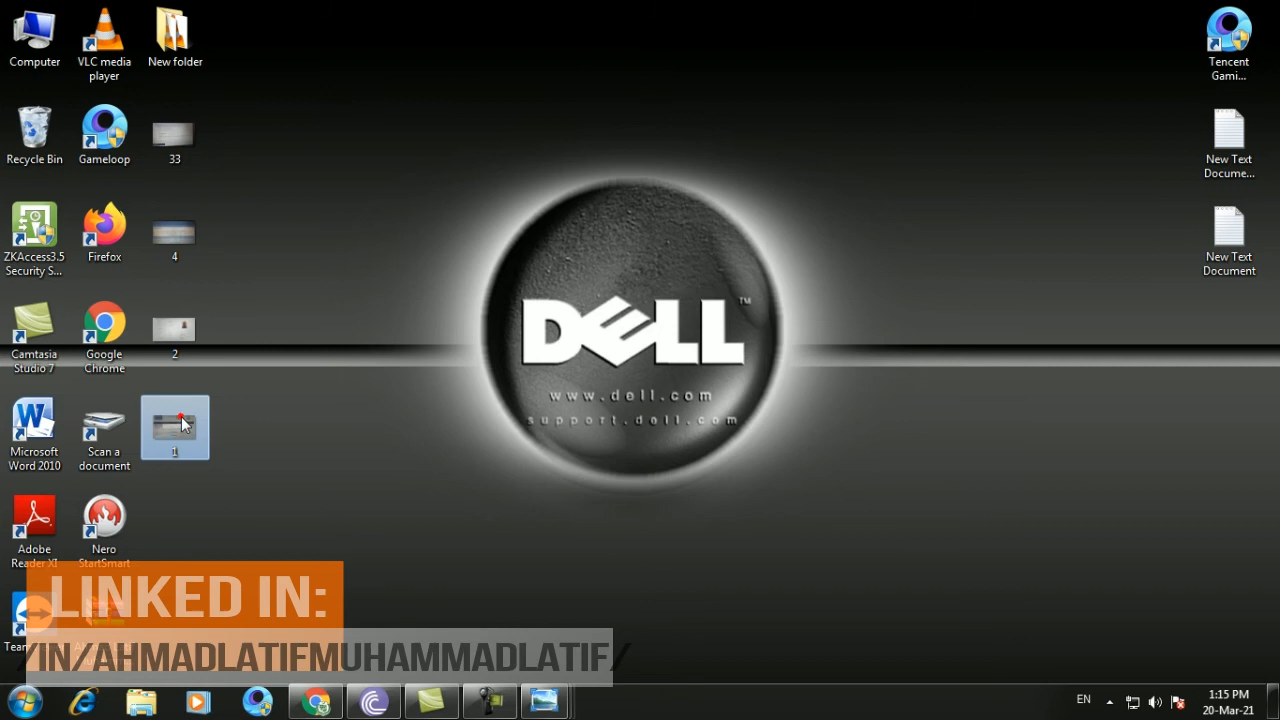 Computer
VLC media
player
New folder
Recycle Bin
Gameloop
33
ZKAccess3.5
Security S...
Firefox
4
Camtasia
Studio 7
Google
Chrome
2
Microsoft
Word 2010
Scan a
document
1
Adobe
Reader XI
Nero
StartSmart
Tencent
Gami...
New Text
Docume...
New Text
Document
DELL™
www.dell.com
support.dell.com
LINKED IN:
/IN/AHMADLATIFMUHAMMADLATIF/
EN
1:15 PM
20-Mar-21